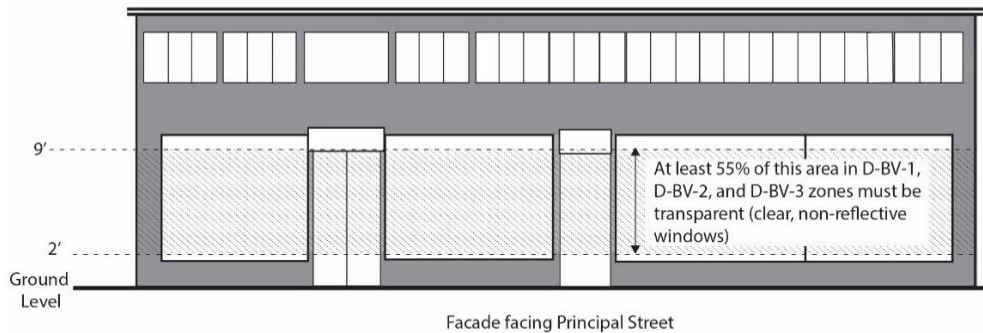 9’
At least 55% of this area in D-BV-1,
D-BV-2, and D-BV-3 zones must be
transparent (clear, non-reflective
windows)
2’
Ground
Level
Facade facing Principal Street